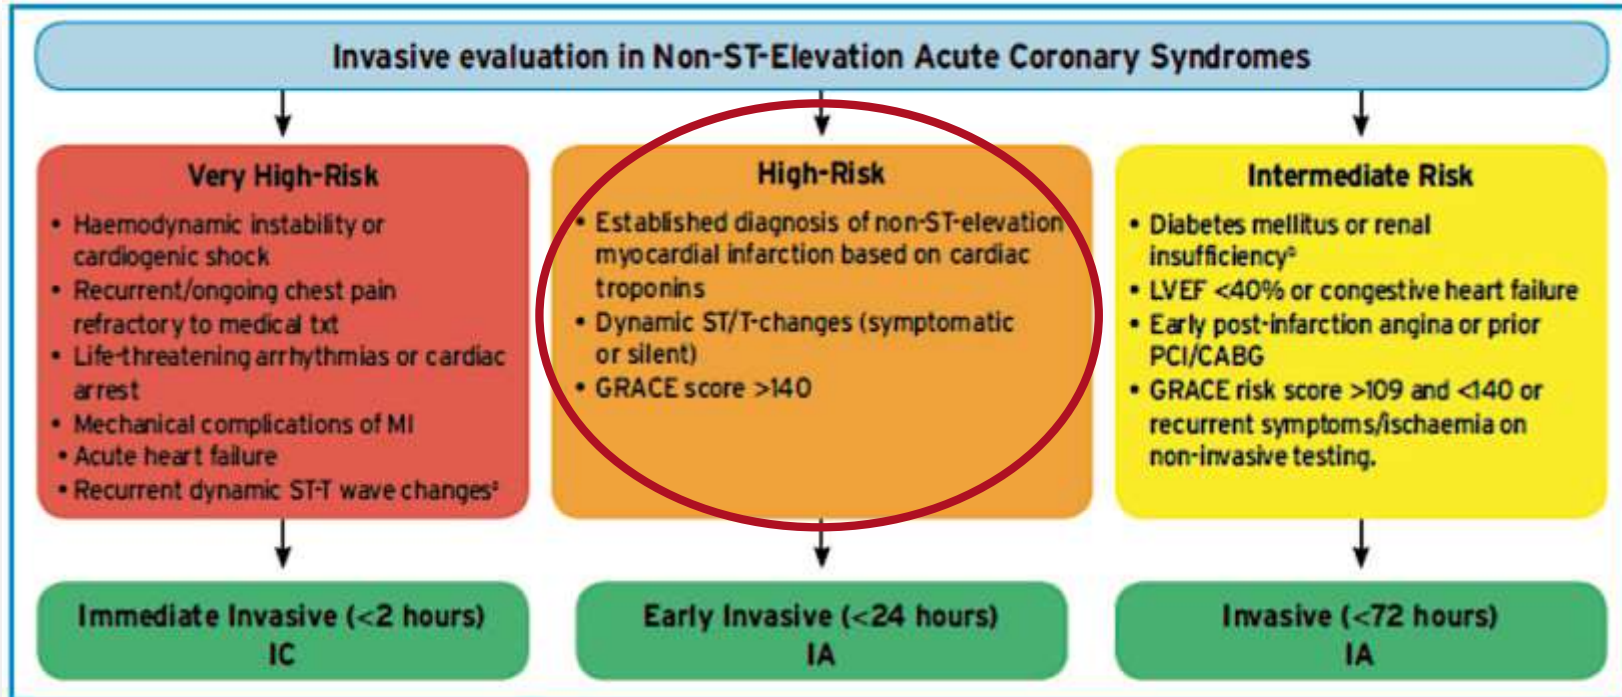 Invasive evaluation in Non-ST-Elevation Acute Coronary Syndromes
Very High-Risk
• Haemodynamic instability or
cardiogenic shock
• Recurrent/ongoing chest pain
refractory to medical txt
• Life-threatening arrhythmias or cardiac
arrest
• Mechanical complications of MI
• Acute heart failure
• Recurrent dynamic ST-T wave changes
Immediate Invasive (<2 hours)
IC
High-Risk
• Established diagnosis of non-ST-elevation
myocardial infarction based on cardiac
troponins
• Dynamic ST/T-changes (symptomatic
or silent)
• GRACE score >140
Early Invasive (<24 hours)
IA
Intermediate Risk
• Diabetes mellitus or renal
insufficiency
• LVEF <40% or congestive heart failure
• Early post-infarction angina or prior
PCI/CABG
• GRACE risk score >109 and <140 or
recurrent symptoms/ischaemia on
non-invasive testing.
Invasive (<72 hours)
IA